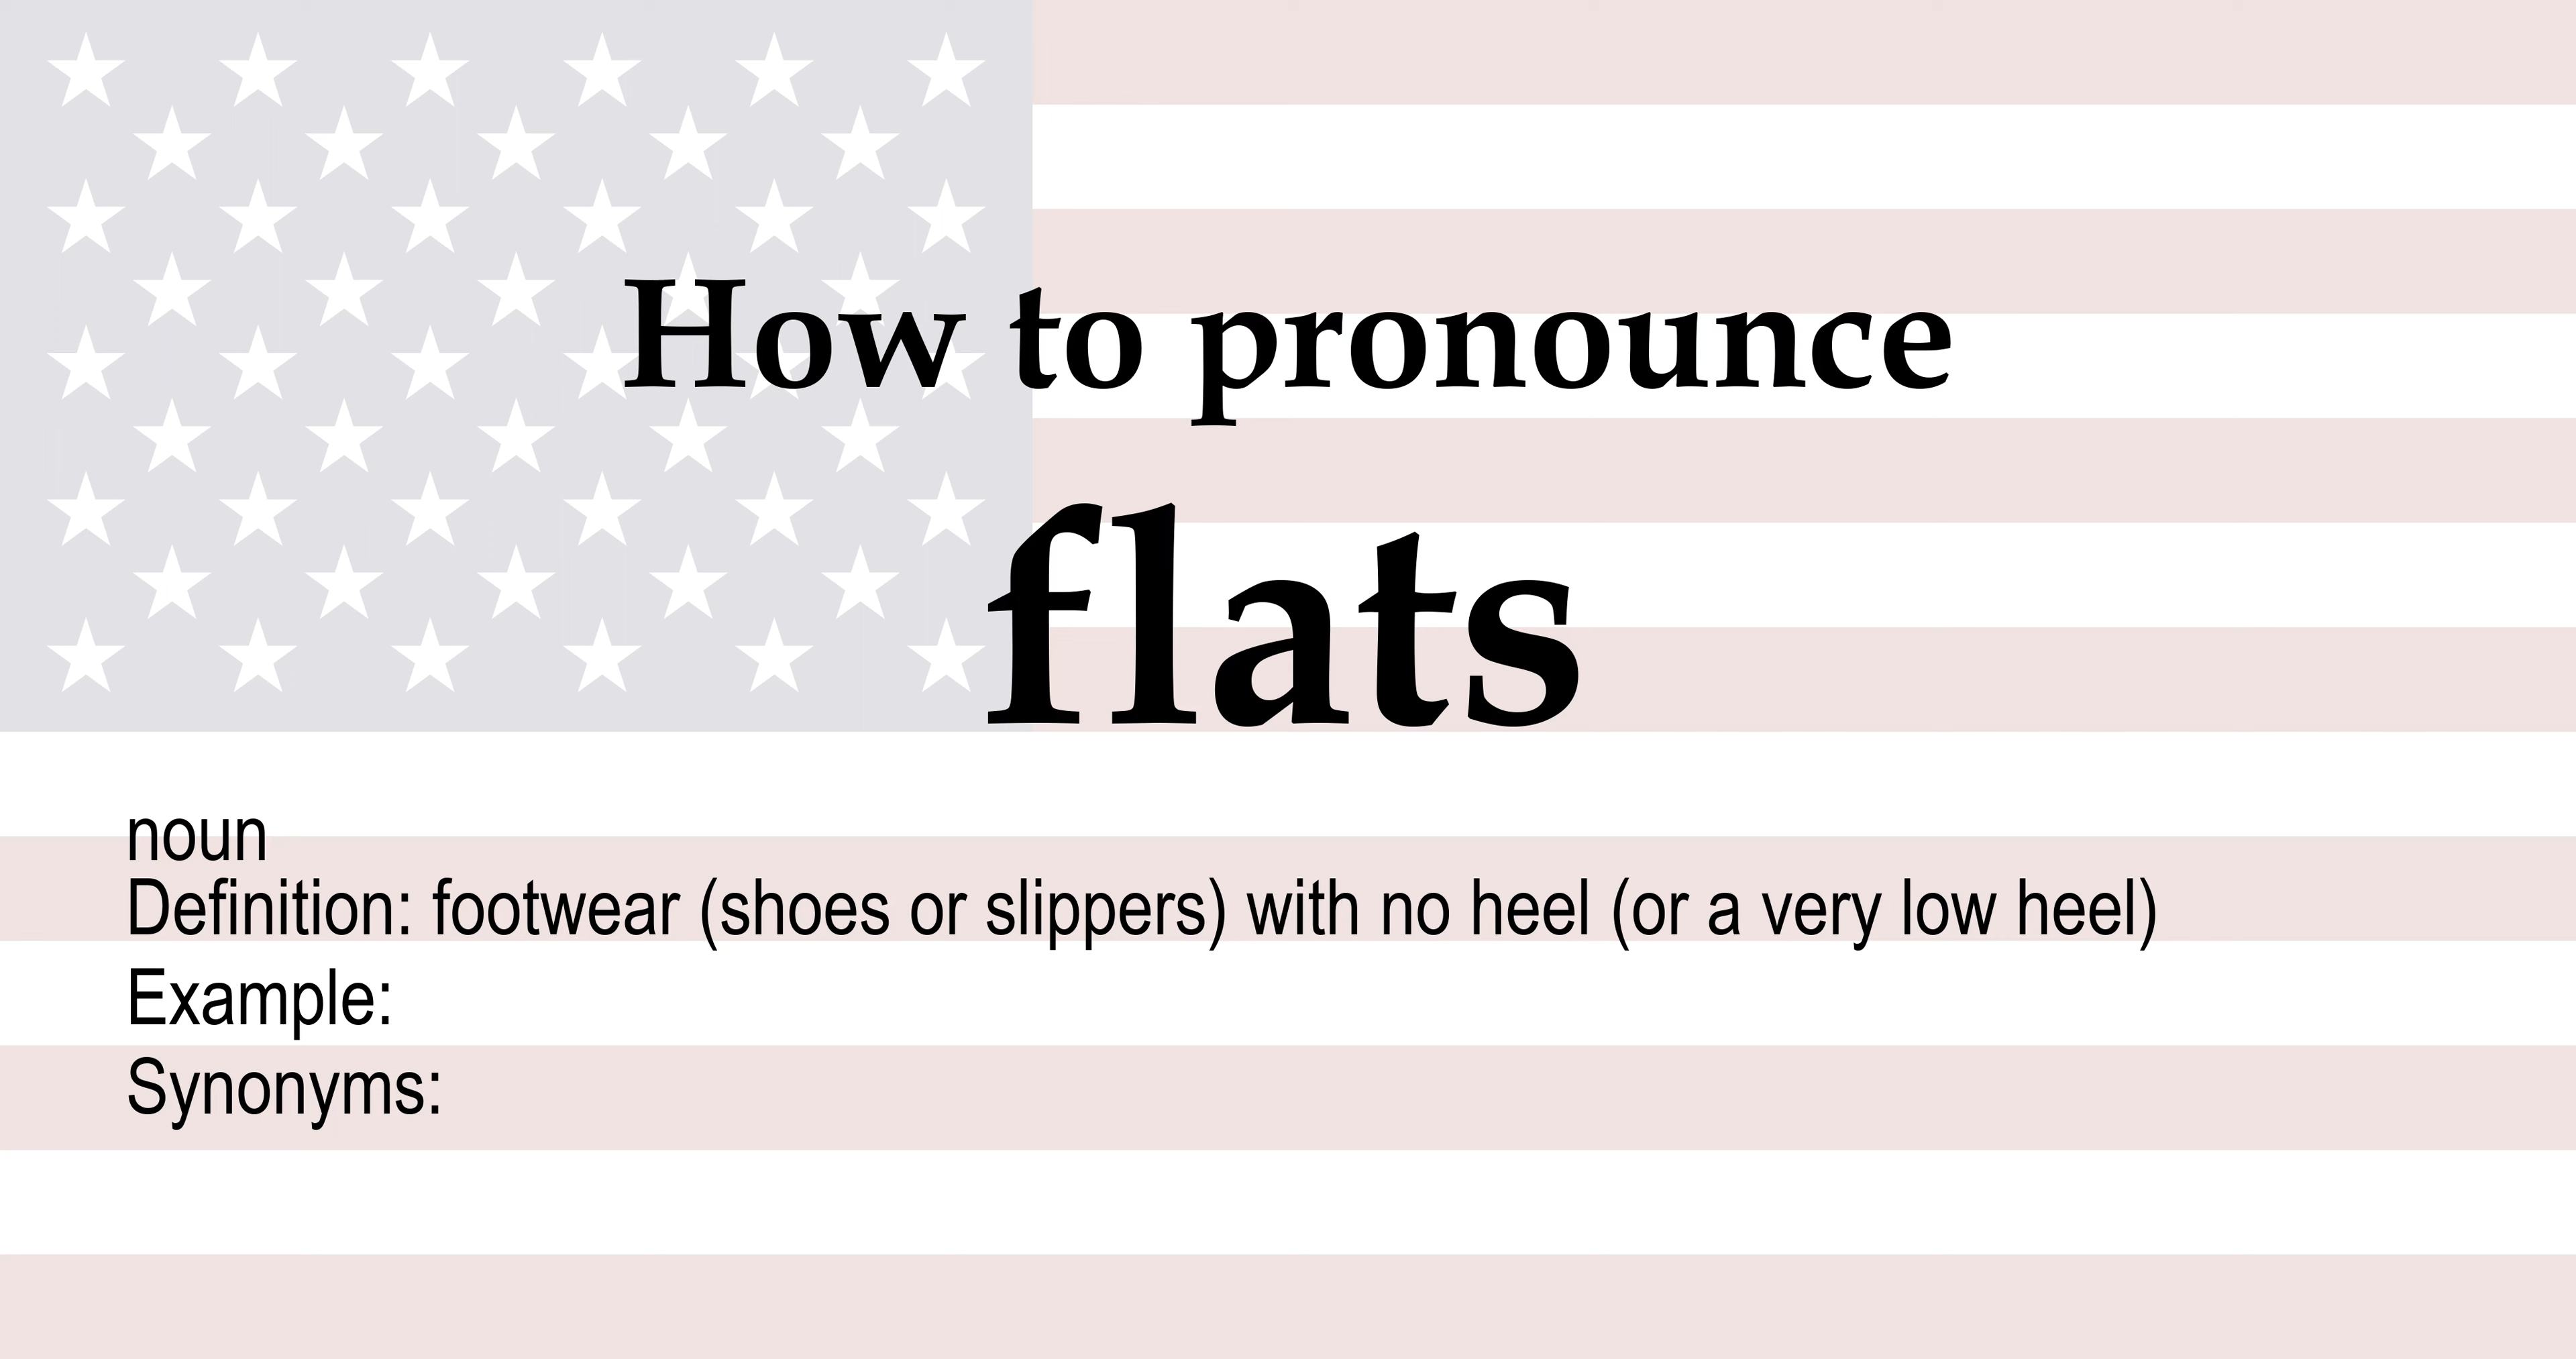 How to pronounce
flats
noun
Definition: footwear (shoes or slippers) with no heel (or a very low heel)
Example:
Synonyms: